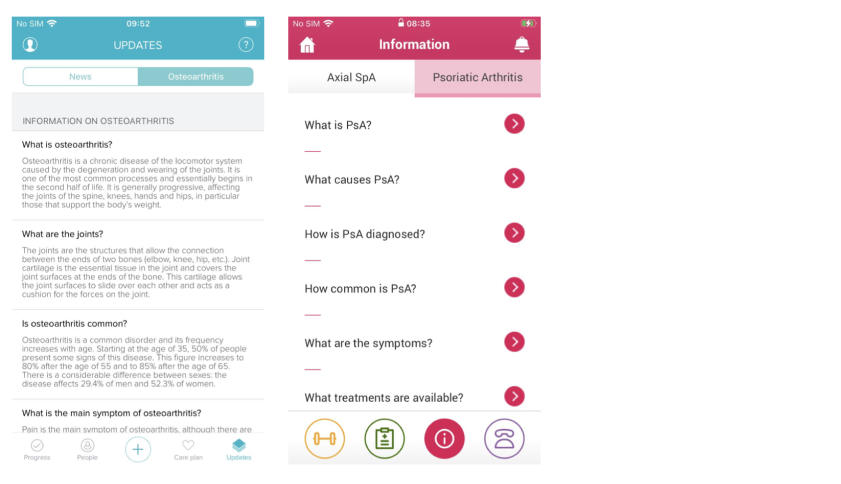 No SIM 09:52
UPDATES
?
News Osteoarthritis
INFORMATION ON OSTEOARTHRITIS
What is osteoarthritis?
Osteoarthritis is a chronic disease of the locomotor system
caused by the degeneration and wearing of the joints. It is
one of the most common processes and essentially begins in
the second half of life. It is generally progressive, affecting
the joints of the spine, knees, hands and hips, in particular
those that support the body's weight.
What are the joints?
The joints are the structures that allow the connection
between the ends of two bones (elbow, knee, hip, etc.). Joint
cartilage is the essential tissue in the joint and covers the
joint surfaces at the ends of the bone. This cartilage allows
the joint surfaces to slide over each other and acts as a
cushion for the forces on the joint.
Is osteoarthritis common?
Osteoarthritis is a common disorder and its frequency
increases with age. Starting at the age of 35, 50% of people
present some signs of this disease. This figure increases to
80% after the age of 55 and to 85% after the age of 65.
There is a considerable difference between sexes: the
disease affects 29.4% of men and 52.3% of women.
What is the main symptom of osteoarthritis?
Pain is the main symptom of osteoarthritis, although there are
Progress People Care plan Updates
No SIM 08:35
Information
Axial SpA Psoriatic Arthritis
What is PsA?
What causes PsA?
How is PsA diagnosed?
How common is PsA?
What are the symptoms?
What treatments are available?